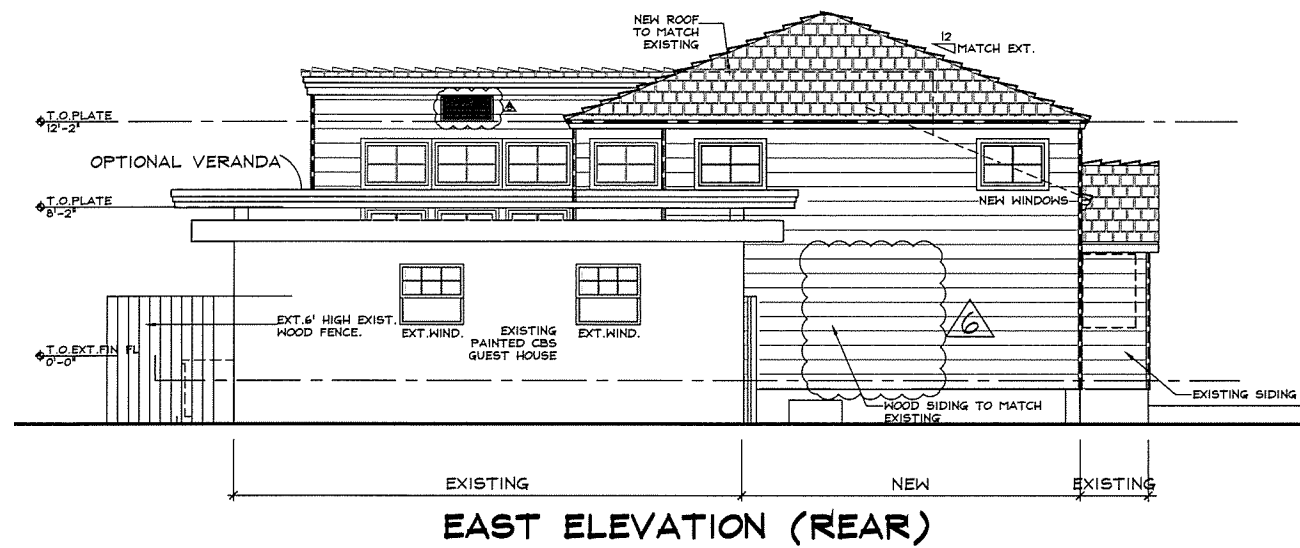 NEW ROOF
TO MATCH
EXISTING
12
MATCH EXT.
T.O.PLATE
12'-2"
OPTIONAL VERANDA
T.O.PLATE
8'-2"
NEW WINDOWS
EXT.6' HIGH EXIST.
WOOD FENCE.
EXT.WIND.
EXISTING
PAINTED CBS
GUEST HOUSE
EXT.WIND.
6
T.O.EXT.FIN FL
0'-0"
WOOD SIDING TO MATCH
EXISTING
EXISTING SIDING
EXISTING
NEW
EXISTING
EAST ELEVATION (REAR)